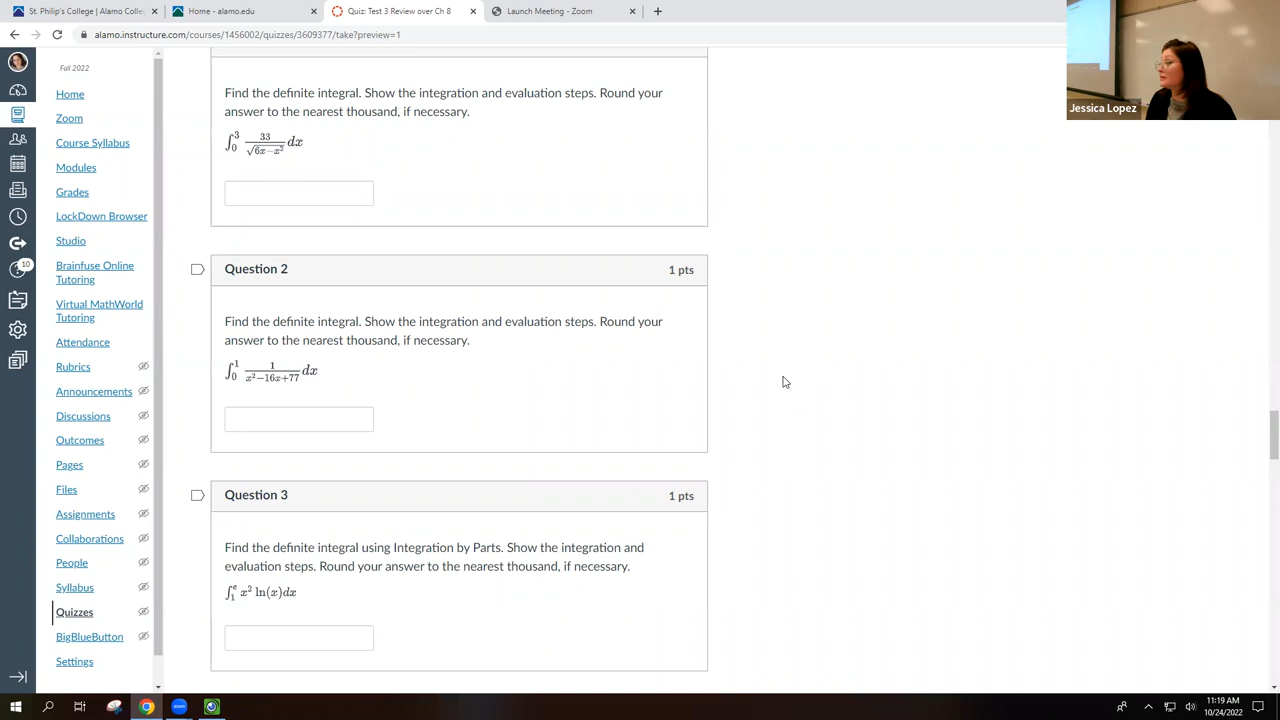 St. Philip's College | Alamo Colle
Home - alamo.edu
Quiz: Test 3 Review over Ch 8
Launch Meeting - Zoom
alamo.instructure.com/courses/1456002/quizzes/3609377/take?preview=1
Jessica Lopez
Fall 2022
Home
Zoom
Course Syllabus
Modules
Grades
LockDown Browser
Studio
10
Brainfuse Online
Tutoring
Virtual MathWorld
Tutoring
Attendance
Rubrics
Announcements
Discussions
Outcomes
Pages
Files
Assignments
Collaborations
People
Syllabus
Quizzes
BigBlueButton
Settings
Find the definite integral. Show the integration and evaluation steps. Round your
answer to the nearest thousand, if necessary.
∫₀³ 33/√(6x−x²) dx
Question 2 1 pts
Find the definite integral. Show the integration and evaluation steps. Round your
answer to the nearest thousand, if necessary.
∫₀¹ 1/(x²−16x+77) dx
Question 3 1 pts
Find the definite integral using Integration by Parts. Show the integration and
evaluation steps. Round your answer to the nearest thousand, if necessary.
∫₁ᵉ x² ln(x)dx
11:19 AM
10/24/2022